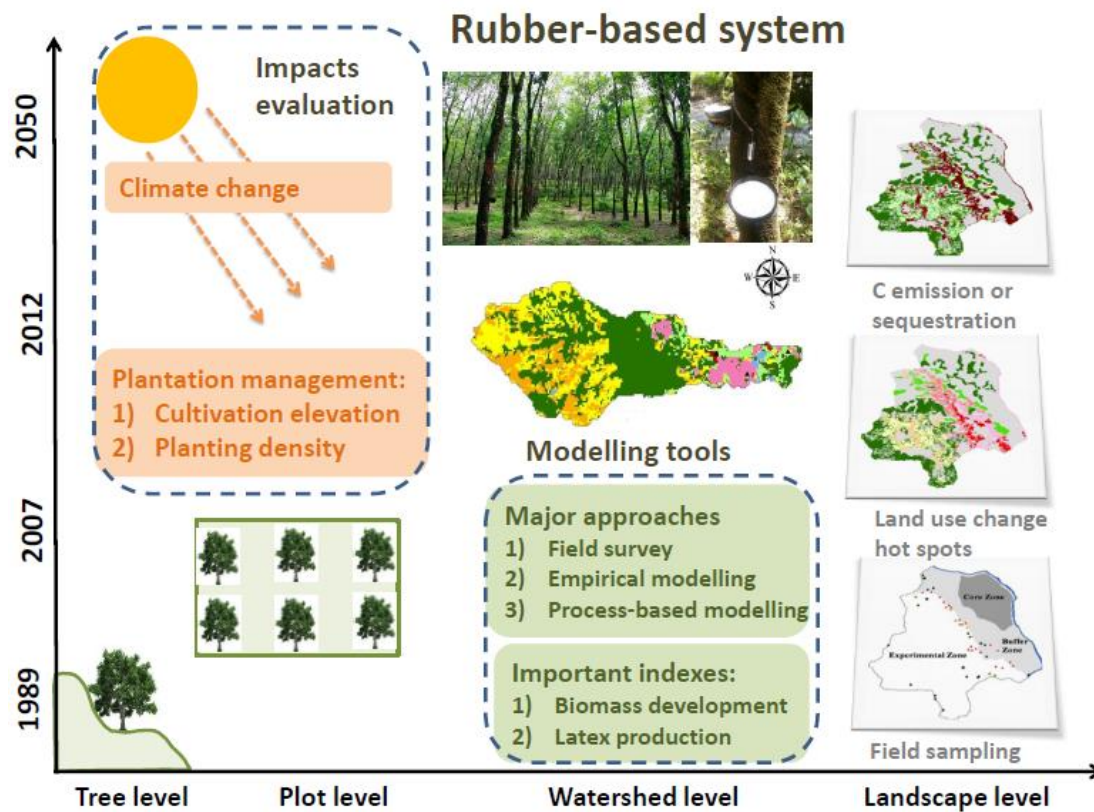 Rubber-based system
Impacts
evaluation
Climate change
Plantation management:
1) Cultivation elevation
2) Planting density
N
W E
S
Modelling tools
Major approaches
1) Field survey
2) Empirical modelling
3) Process-based modelling
Important indexes:
1) Biomass development
2) Latex production
C emission or
sequestration
Land use change
hot spots
Core Zone
Buffer
Zone
Experimental Zone
Field sampling
2050
2012
2007
1989
Tree level
Plot level
Watershed level
Landscape level